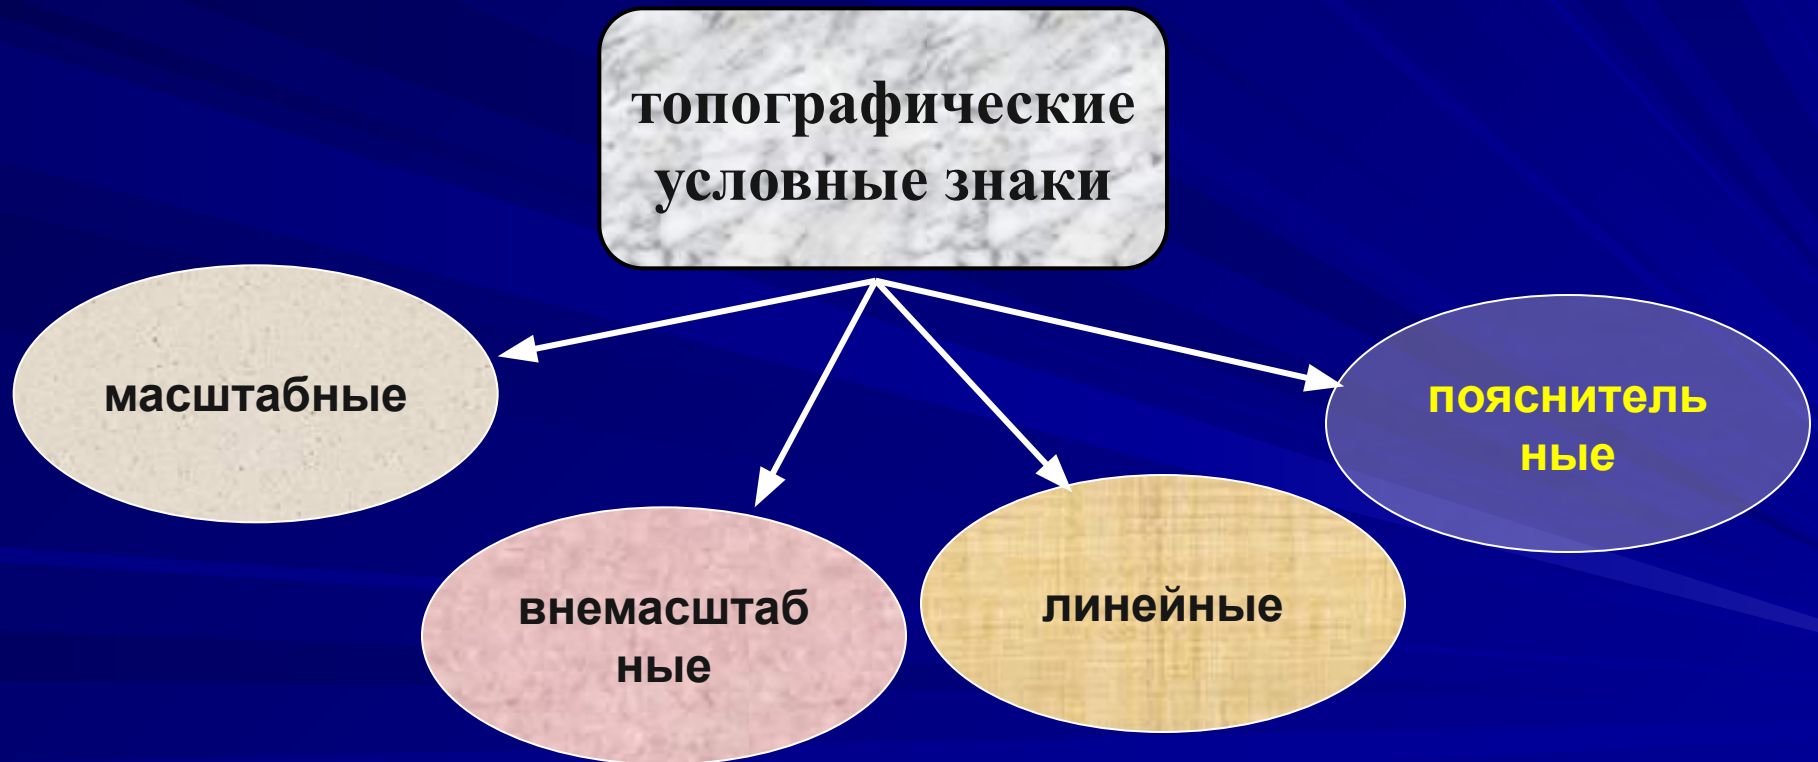 топографические
условные знаки
масштабные
внемасштаб
ные
линейные
пояснитель
ные